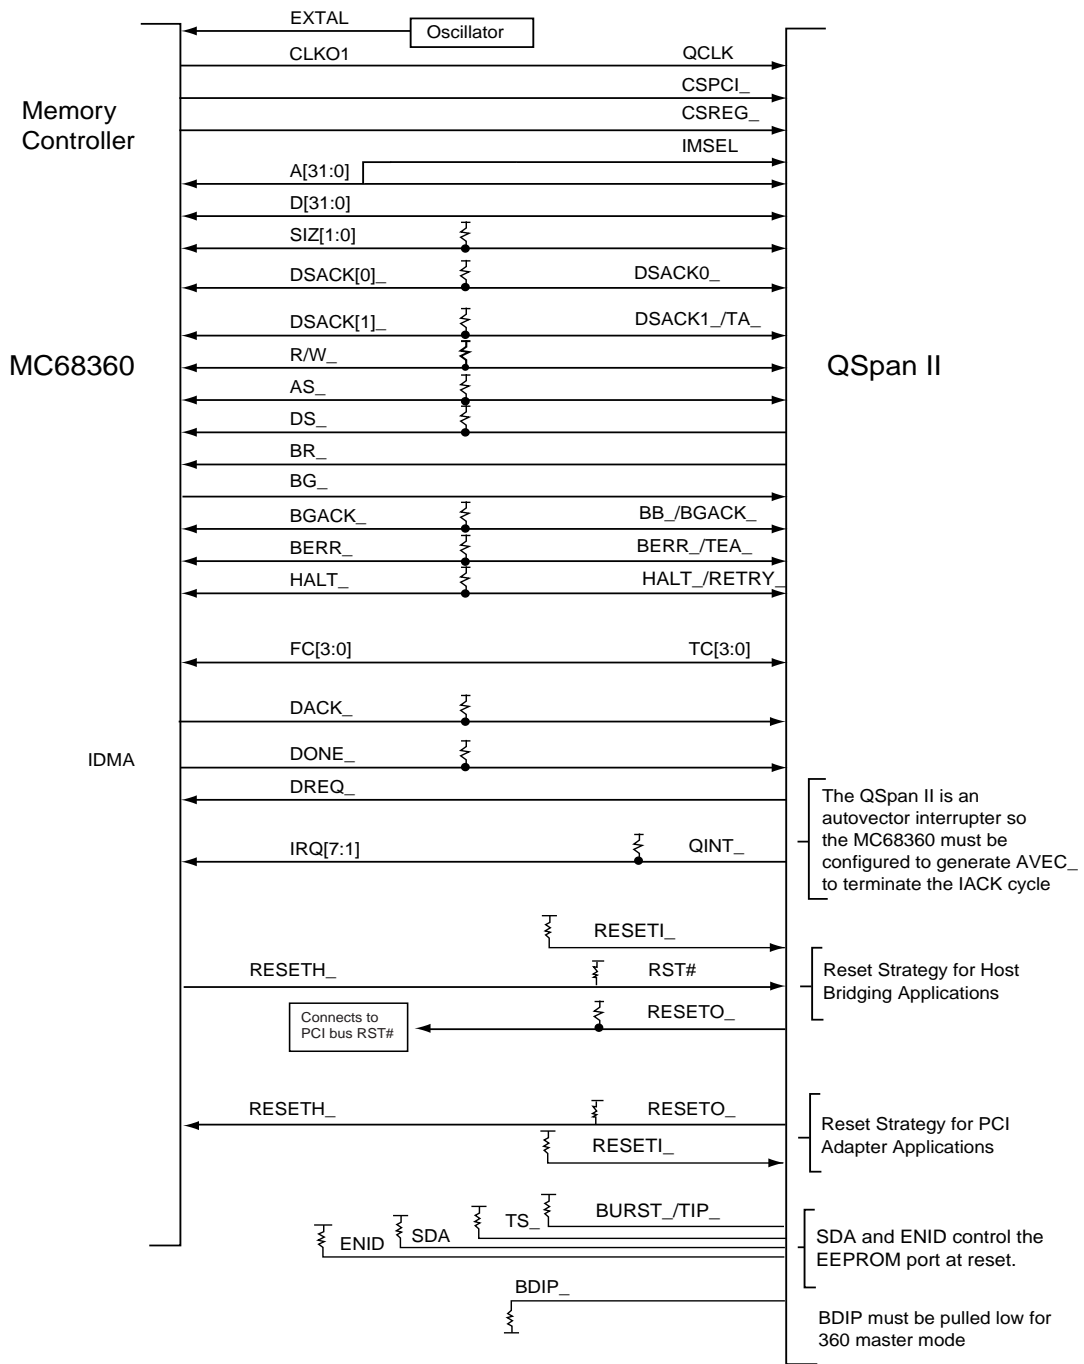 EXTAL
Oscillator
CLKO1 QCLK
CSPCI_
Memory
Controller
CSREG_
IMSEL
A[31:0]
D[31:0]
SIZ[1:0]
DSACK[0]_ DSACK0_
DSACK[1]_ DSACK1_/TA_
MC68360
R/W_
QSpan II
AS_
DS_
BR_
BG_
BGACK_ BB_/BGACK_
BERR_ BERR_/TEA_
HALT_ HALT_/RETRY_
FC[3:0] TC[3:0]
DACK_
IDMA
DONE_
DREQ_
The QSpan II is an
autovector interrupter so
the MC68360 must be
configured to generate AVEC_
to terminate the IACK cycle
IRQ[7:1] QINT_
RESETI_
RESETH_ RST#
Reset Strategy for Host
Bridging Applications
Connects to
PCI bus RST#
RESETO_
RESETH_ RESETO_
Reset Strategy for PCI
Adapter Applications
RESETI_
BURST_/TIP_
TS_
SDA
ENID
SDA and ENID control the
EEPROM port at reset.
BDIP_
BDIP must be pulled low for
360 master mode